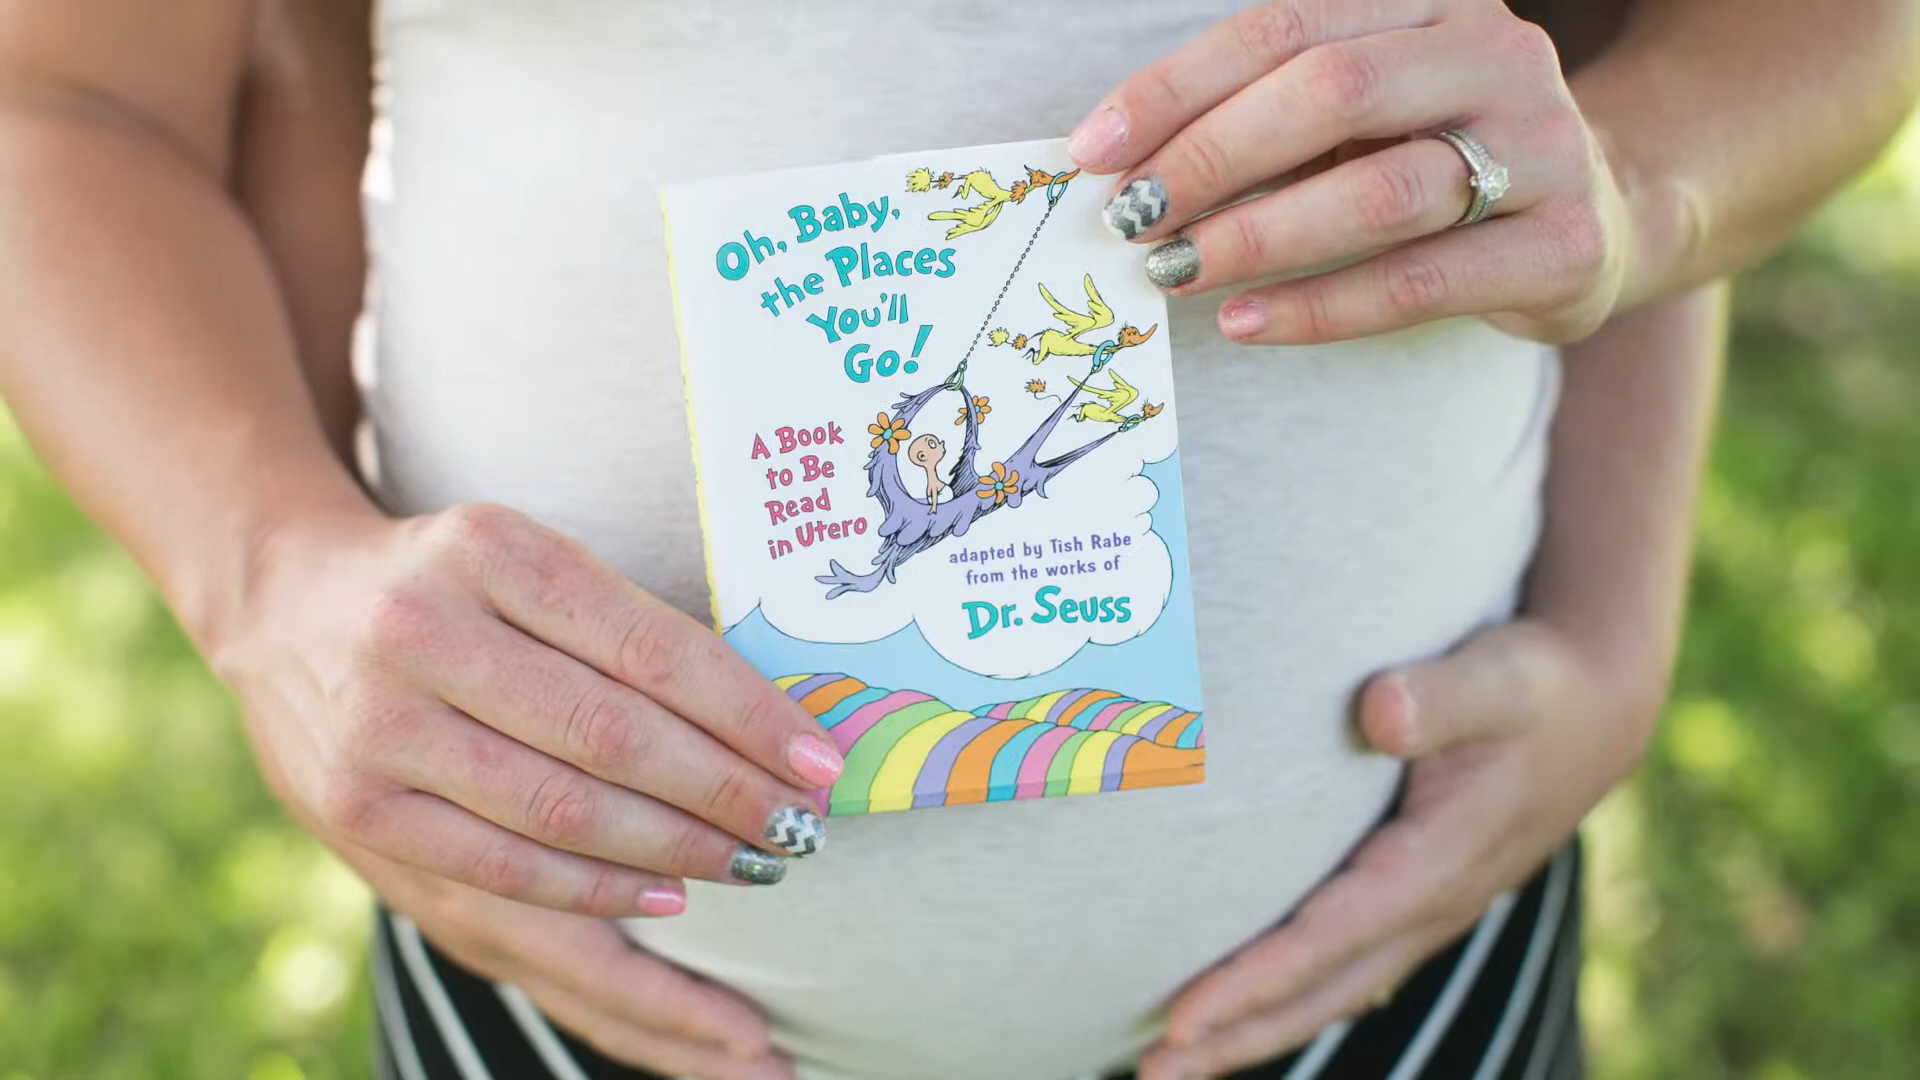 Oh, Baby,
the Places
You'll
Go!
A Book
to Be
Read
in Utero
adapted by Tish Rabe
from the works of
Dr. Seuss